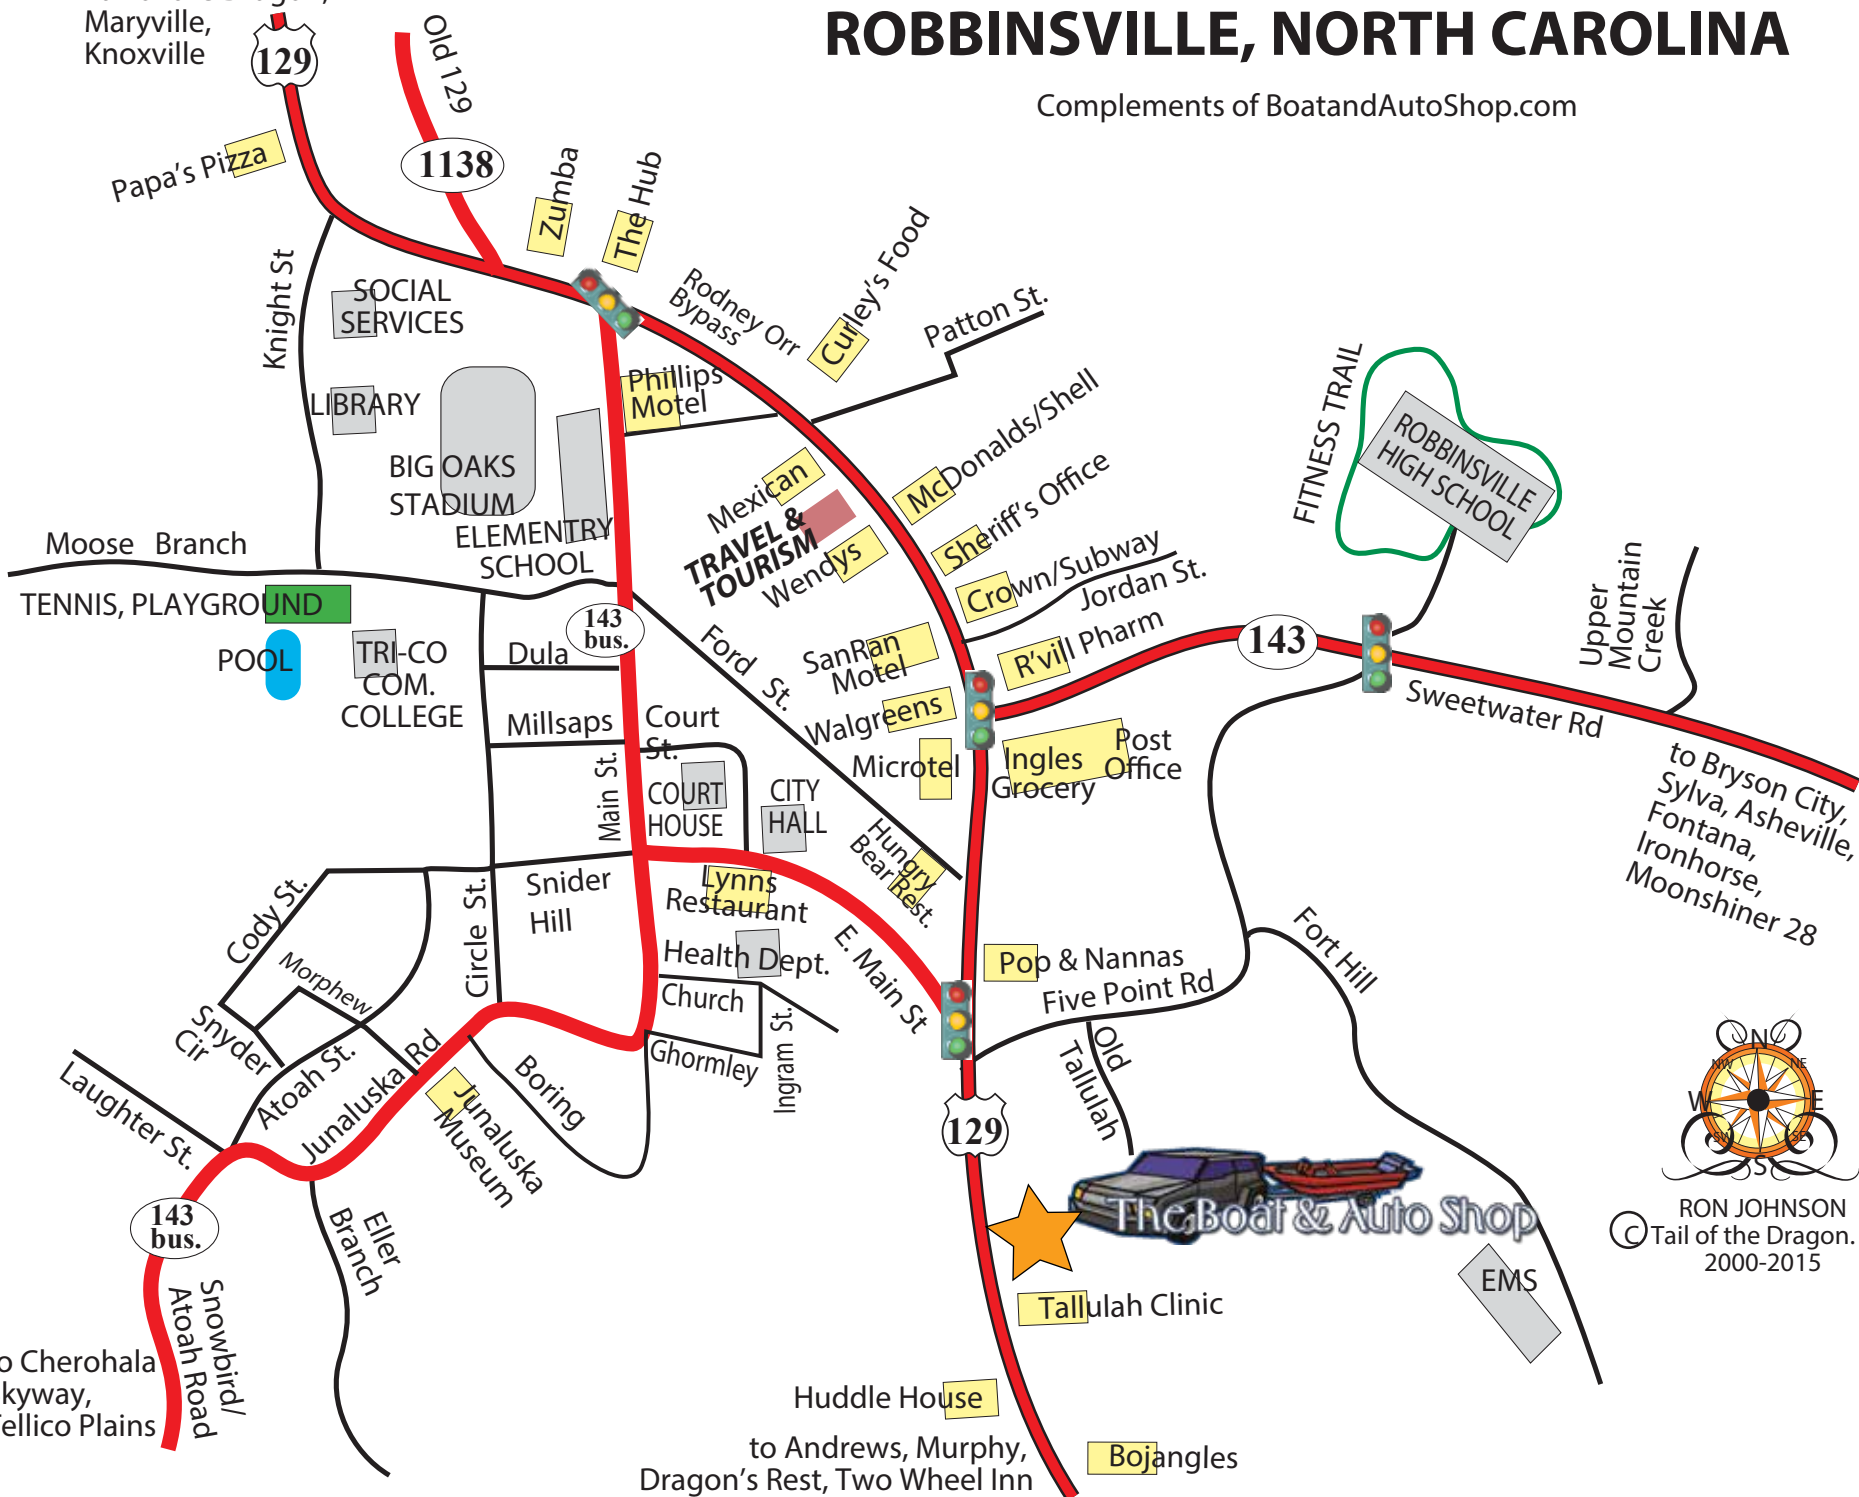 ROBBINSVILLE, NORTH CAROLINA
Complements of BoatandAutoShop.com
Maryville,
Knoxville
129
Old 129
1138
Papa's Pizza
Zumba
The Hub
Rodney Orr
Bypass
Curley's Food
Patton St.
Knight St
SOCIAL
SERVICES
LIBRARY
BIG OAKS
STADIUM
ELEMENTRY
SCHOOL
Phillips
Motel
Mexican
TRAVEL &
TOURISM
Wendys
McDonalds/Shell
Sheriff's Office
Crown/Subway
Jordan St.
FITNESS TRAIL
ROBBINSVILLE
HIGH SCHOOL
Moose Branch
TENNIS, PLAYGROUND
POOL
TRI-CO
COM.
COLLEGE
143
bus.
Dula
Millsaps
Court
St.
Ford St.
SanRan
Motel
R'vill Pharm
143
Upper
Mountain
Creek
Sweetwater Rd
Walgreens
Microtel
Ingles
Grocery
Post
Office
to Bryson City,
Sylva, Asheville,
Fontana,
Ironhorse,
Moonshiner 28
Main St.
COURT
HOUSE
CITY
HALL
Hungry
Bear Rest.
Lynns
Restaurant
Snider
Hill
Circle St.
Cody St.
Morphew
Snyder
Cir
Health Dept.
E. Main St
Church
Ghormley
Ingram St.
Pop & Nannas
Five Point Rd
Fort Hill
Old
Tallulah
Laughter St.
Atoah St.
Junaluska Rd
Junaluska
Museum
Boring
129
The Boat & Auto Shop
N
NE
E
SE
S
SW
W
NW
RON JOHNSON
C Tail of the Dragon.
2000-2015
143
bus.
Eller
Branch
Snowbird/
Atoah Road
Tallulah Clinic
EMS
o Cherohala
kyway,
ellico Plains
Huddle House
to Andrews, Murphy,
Dragon's Rest, Two Wheel Inn
Bojangles